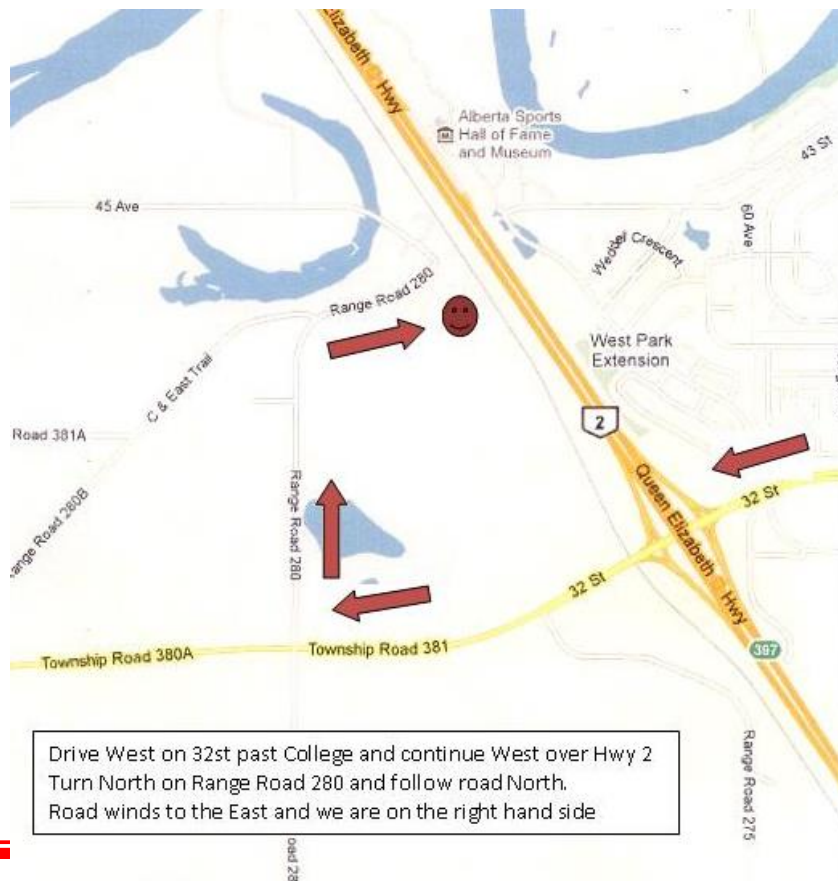 Elizabeth Hwy
Alberta Sports
Hall of Fame
and Museum
43 St
45 Ave
60 Ave
Weddel Crescent
Range Road 280
West Park
Extension
C & East Trail
2
Road 381A
Range Road 280
ange Road 280B
Queen Elizabeth Hwy
32 St
32 St
Township Road 380A
Township Road 381
397
Range Road 275
Drive West on 32st past College and continue West over Hwy 2
Turn North on Range Road 280 and follow road North.
Road winds to the East and we are on the right hand side
oad 28